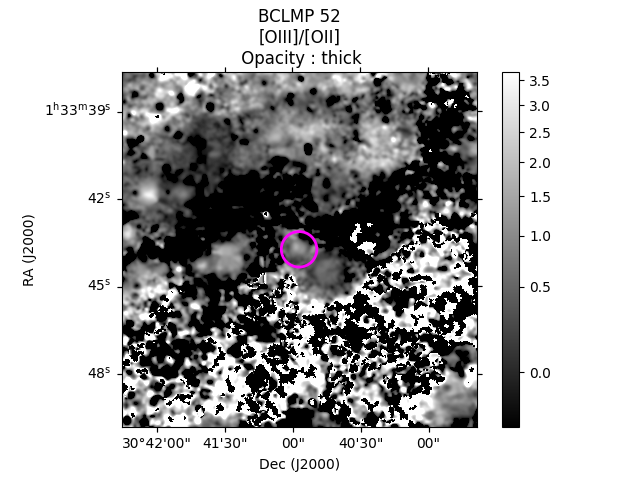 BCLMP 52
[OIII]/[OII]
Opacity : thick
1ʰ33ᵐ39ˢ
42ˢ
45ˢ
48ˢ
RA (J2000)
30°42'00" 41'30" 00" 40'30" 00"
Dec (J2000)
3.5
3.0
2.5
2.0
1.5
1.0
0.5
0.0